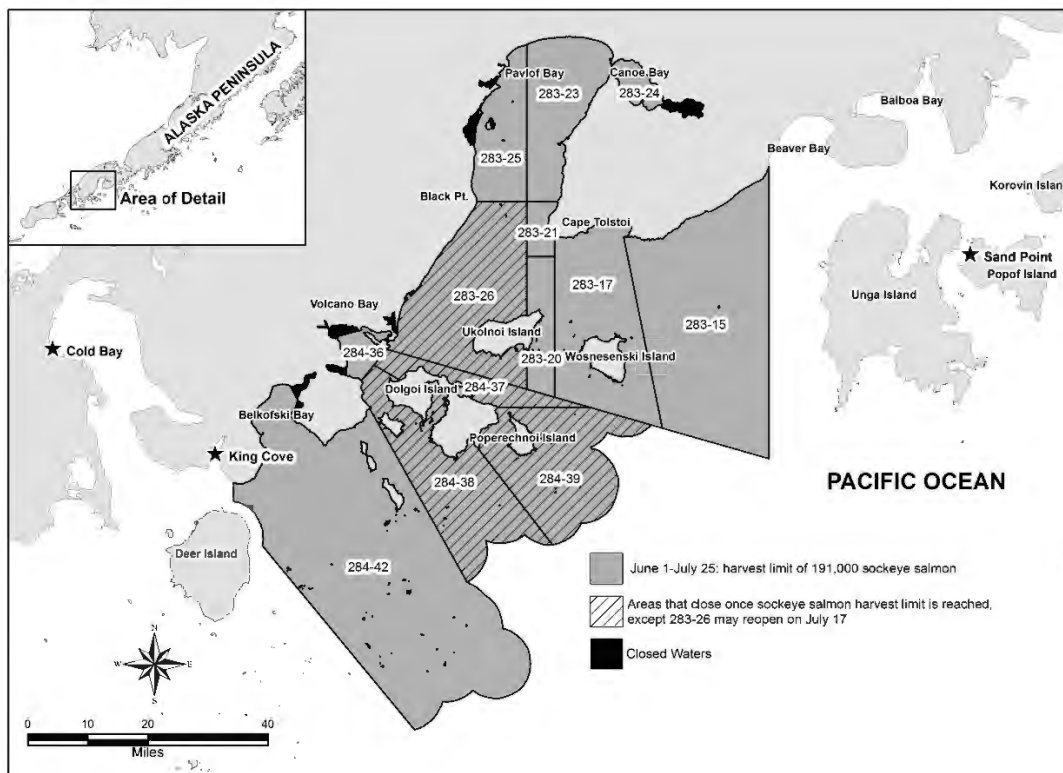 ALASKA PENINSULA
Area of Detail
Pavlof Bay
283-23
Canoe Bay
283-24
Balboa Bay
Beaver Bay
283-25
Korovin Islan
Black Pt.
Cape Tolstoi
283-21
Sand Point
Popof Island
283-17
283-26
Unga Island
283-15
Volcano Bay
Ukolnoi Island
Cold Bay
284-36
283-20
Wosnesenski Island
284-37
Dolgoi Island
Belkofski Bay
Poperechnoi Island
King Cove
284-38
284-39
PACIFIC OCEAN
Deer Island
284-42
June 1-July 25: harvest limit of 191,000 sockeye salmon
Areas that close once sockeye salmon harvest limit is reached,
except 283-26 may reopen on July 17
Closed Waters
N
W E
S
0 10 20 40
Miles